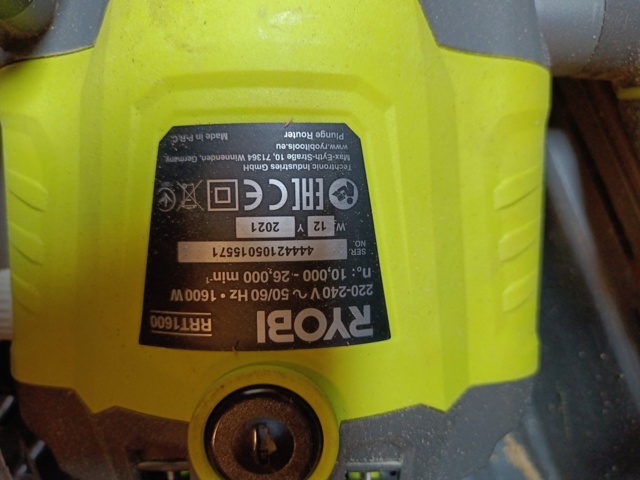 RYOBI RRT1600
220-240 V ~ 50/60 Hz • 1600 W
n₀: 10,000 - 26,000 min⁻¹
SER. NO. 44442105015571
W. 12 Y 2021
EAC CE
Techtronic Industries GmbH
Max-Eyth-Straße 10, 71364 Winnenden, Germany
www.ryobitools.eu
Plunge Router Made in P.R.C.